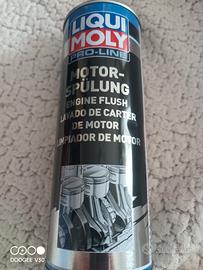 LIQUI
MOLY
PRO-LINE
MOTOR-
SPÜLUNG
ENGINE FLUSH
LAVADO DE CARTER
DE MOTOR
LIMPIADOR DE MOTOR
DOOGEE V30